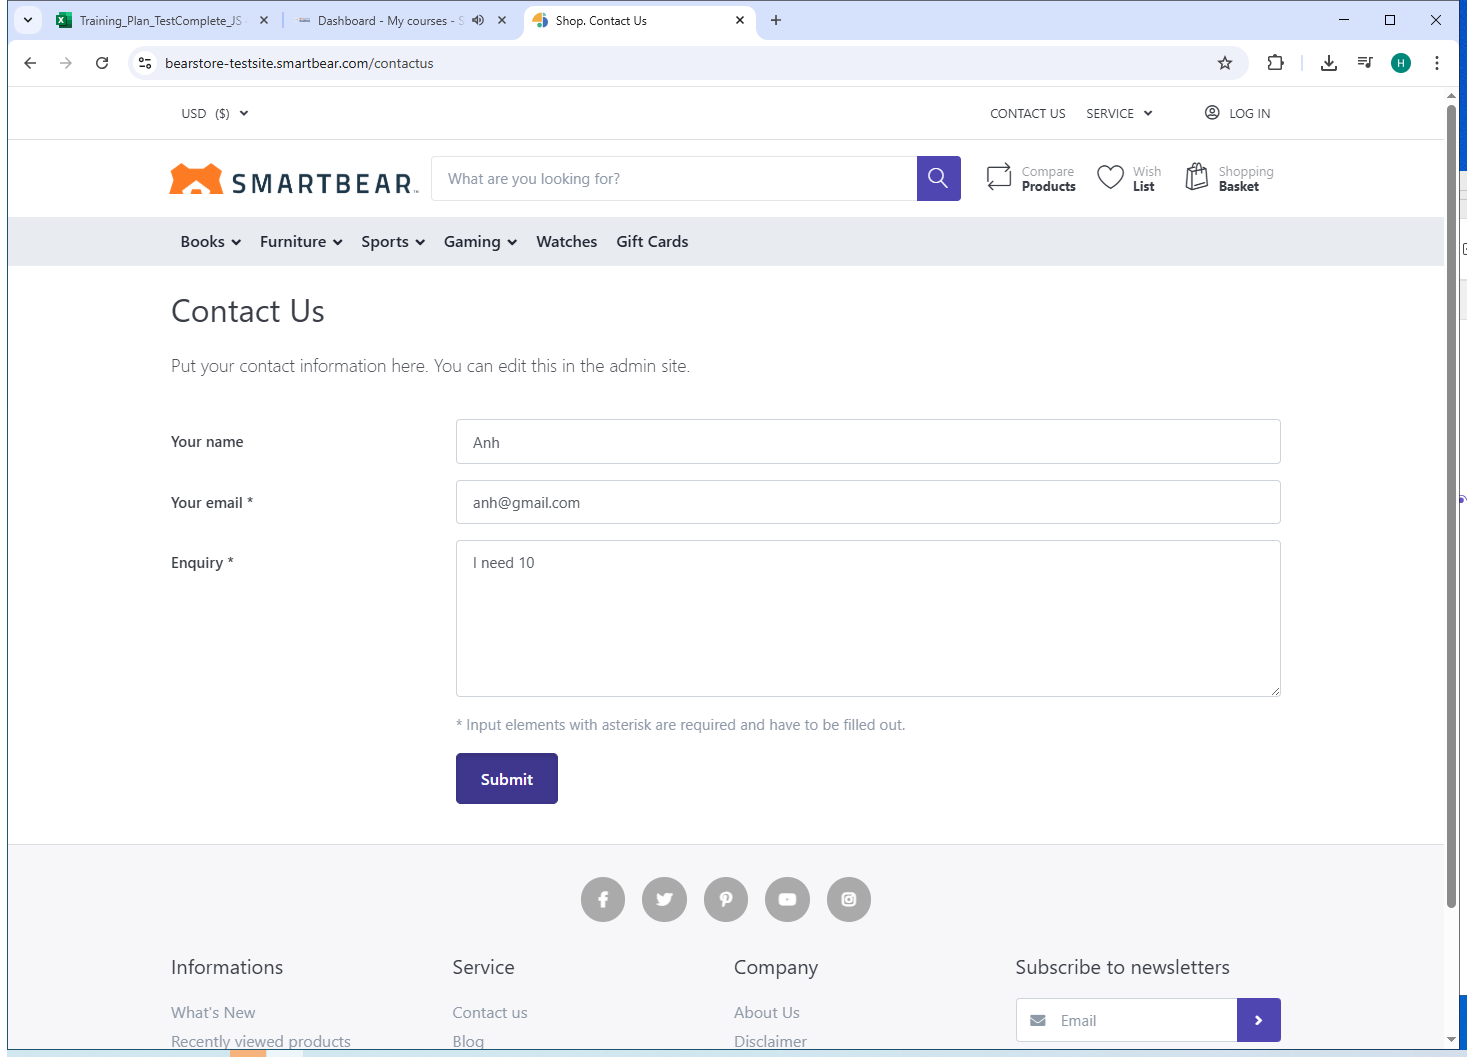 Training_Plan_TestComplete_JS
Dashboard - My courses - S
Shop. Contact Us
bearstore-testsite.smartbear.com/contactus
H
USD ($)
CONTACT US
SERVICE
LOG IN
SMARTBEAR
What are you looking for?
Compare
Products
Wish
List
Shopping
Basket
Books
Furniture
Sports
Gaming
Watches
Gift Cards
Contact Us
Put your contact information here. You can edit this in the admin site.
Your name
Anh
Your email *
anh@gmail.com
Enquiry *
I need 10
* Input elements with asterisk are required and have to be filled out.
Submit
Informations
Service
Company
Subscribe to newsletters
What's New
Contact us
About Us
Email
Recently viewed products
Blog
Disclaimer